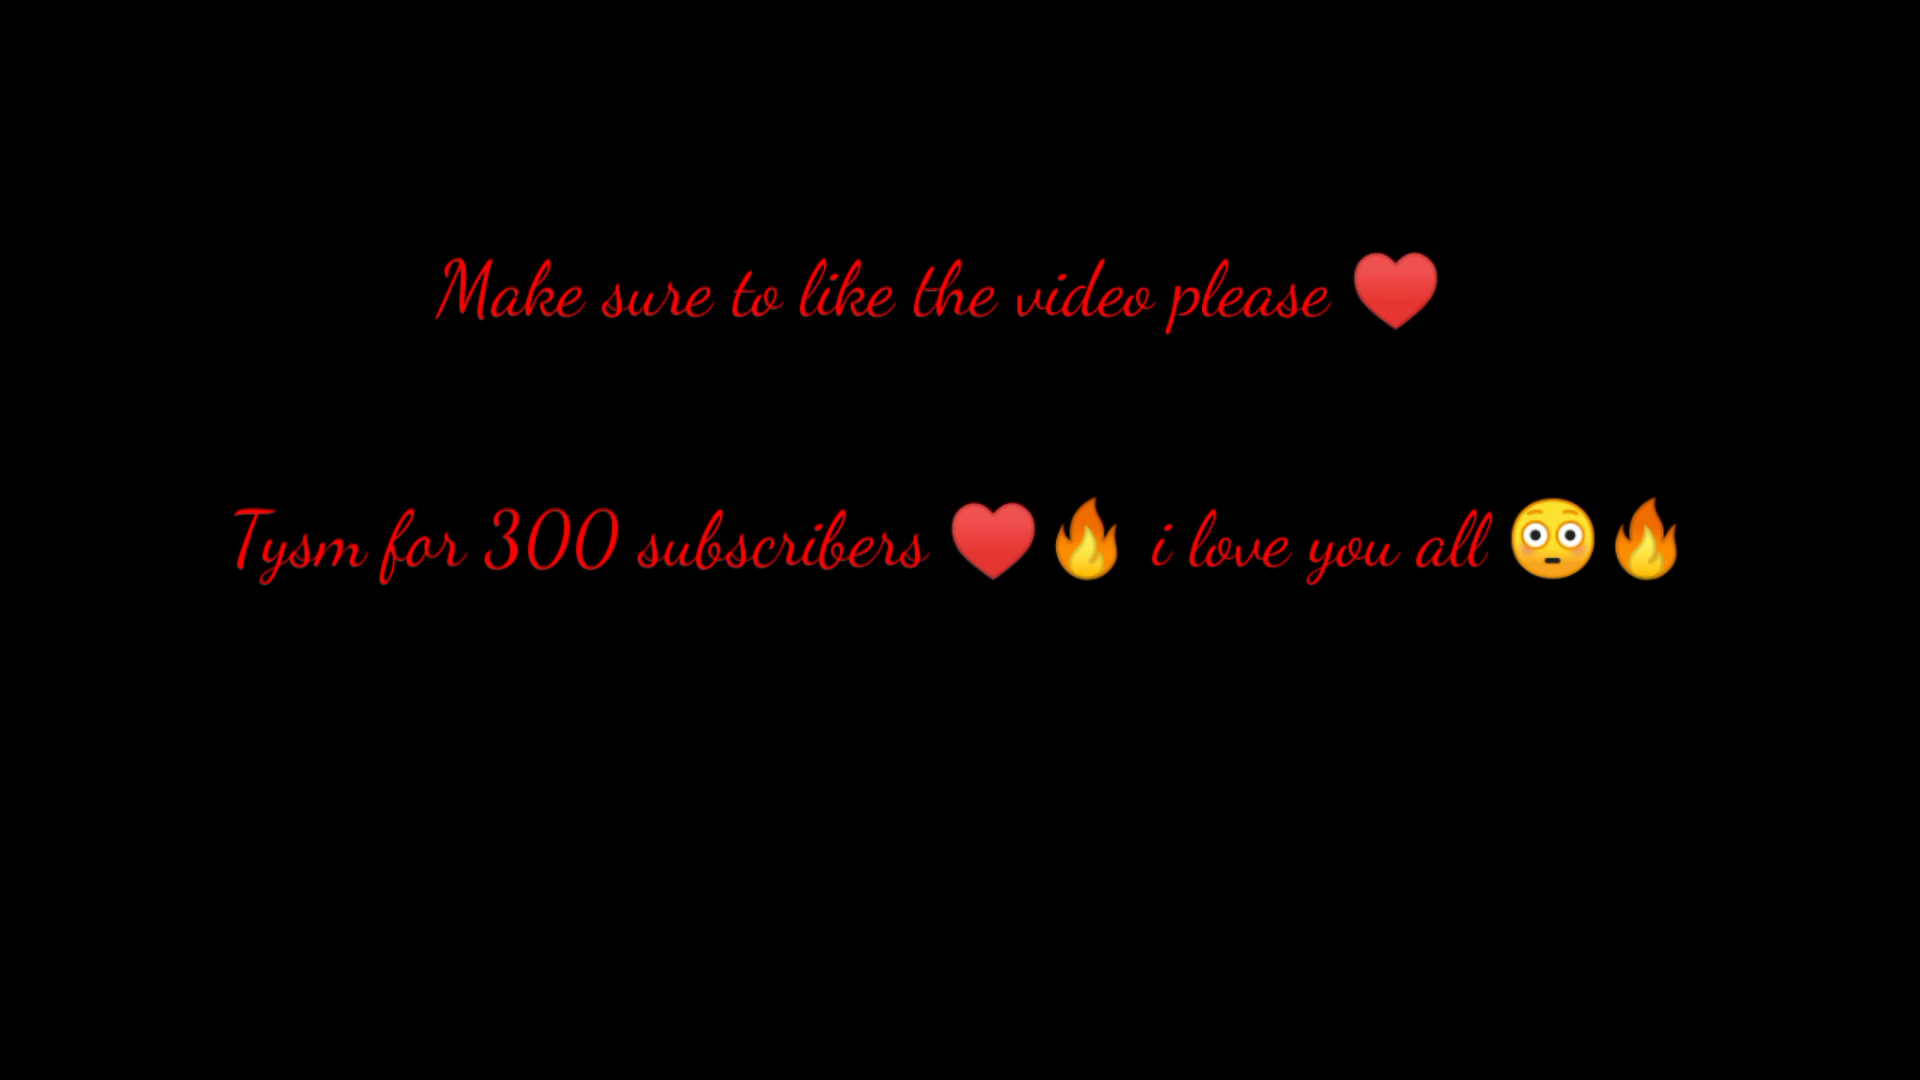 Make sure to like the video please ❤️
Tysm for 300 subscribers ❤️🔥 i love you all 😳🔥